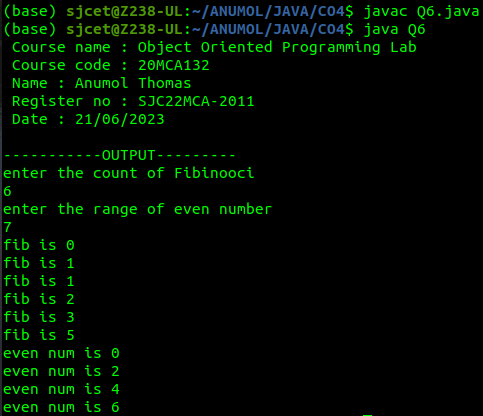 (base) sjcet@Z238-UL:~/ANUMOL/JAVA/CO4$ javac Q6.java
(base) sjcet@Z238-UL:~/ANUMOL/JAVA/CO4$ java Q6
Course name : Object Oriented Programming Lab
Course code : 20MCA132
Name : Anumol Thomas
Register no : SJC22MCA-2011
Date : 21/06/2023
-----------OUTPUT---------
enter the count of Fibinooci
6
enter the range of even number
7
fib is 0
fib is 1
fib is 1
fib is 2
fib is 3
fib is 5
even num is 0
even num is 2
even num is 4
even num is 6